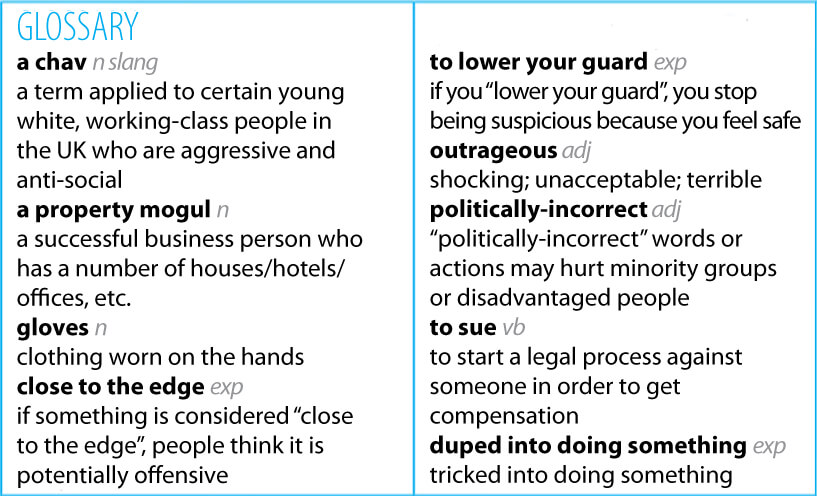 GLOSSARY
a chav n slang
a term applied to certain young
white, working-class people in
the UK who are aggressive and
anti-social
a property mogul n
a successful business person who
has a number of houses/hotels/
offices, etc.
gloves n
clothing worn on the hands
close to the edge exp
if something is considered “close
to the edge”, people think it is
potentially offensive
to lower your guard exp
if you “lower your guard”, you stop
being suspicious because you feel safe
outrageous adj
shocking; unacceptable; terrible
politically-incorrect adj
“politically-incorrect” words or
actions may hurt minority groups
or disadvantaged people
to sue vb
to start a legal process against
someone in order to get
compensation
duped into doing something exp
tricked into doing something